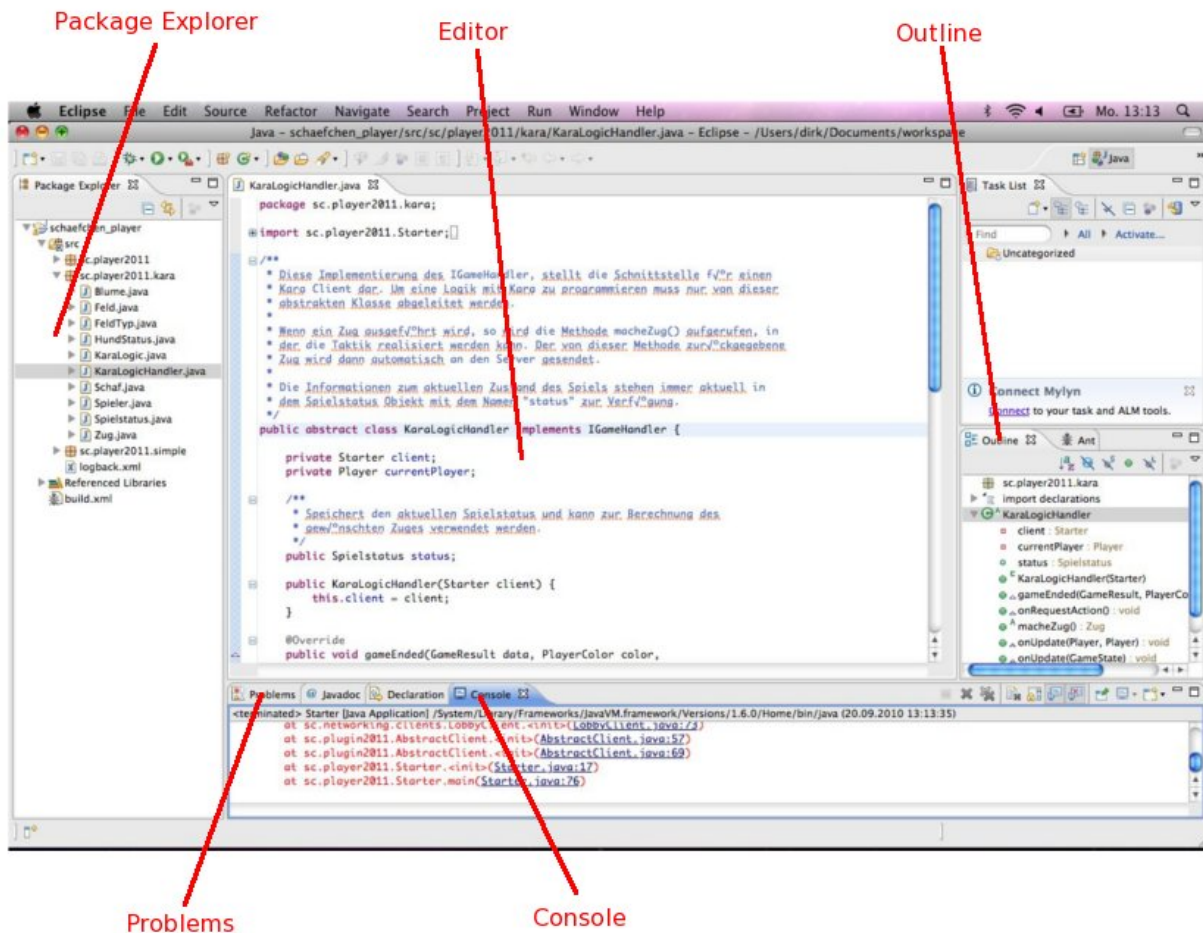 Package Explorer
Editor
Outline
Eclipse File Edit Source Refactor Navigate Search Project Run Window Help
Mo. 13:13
Java - schaefchen_player/src/sc/player2011/kara/KaraLogicHandler.java - Eclipse - /Users/dirk/Documents/workspace
Java
Package Explorer
schaefchen_player
src
sc.player2011
sc.player2011.kara
Blume.java
Feld.java
FeldTyp.java
HundStatus.java
KaraLogic.java
KaraLogicHandler.java
Schaf.java
Spieler.java
Spielstatus.java
Zug.java
sc.player2011.simple
logback.xml
Referenced Libraries
build.xml
KaraLogicHandler.java
package sc.player2011.kara;
import sc.player2011.Starter;
/**
* Diese Implementierung des IGameHandler, stellt die Schnittstelle f√ºr einen
* Kara Client dar. Um eine Logik mit Kara zu programmieren muss nur von dieser
* abstrakten Klasse abgeleitet werden.
*
* Wenn ein Zug ausgef√ºhrt wird, so wird die Methode macheZug() aufgerufen, in
* der die Taktik realisiert werden kann. Der von dieser Methode zur√ºckgegebene
* Zug wird dann automatisch an den Server gesendet.
*
* Die Informationen zum aktuellen Zustand des Spiels stehen immer aktuell in
* dem Spielstatus Objekt mit dem Namen "status" zur Verf√ºgung.
*/
public abstract class KaraLogicHandler implements IGameHandler {
private Starter client;
private Player currentPlayer;
/**
* Speichert den aktuellen Spielstatus und kann zur Berechnung des
* gew√ºnschten Zuges verwendet werden.
*/
public Spielstatus status;
public KaraLogicHandler(Starter client) {
this.client = client;
}
@Override
public void gameEnded(GameResult data, PlayerColor color,
Task List
Find All Activate...
Uncategorized
Connect Mylyn
Connect to your task and ALM tools.
Outline Ant
sc.player2011.kara
import declarations
KaraLogicHandler
client : Starter
currentPlayer : Player
status : Spielstatus
KaraLogicHandler(Starter)
gameEnded(GameResult, PlayerCo
onRequestAction() : void
macheZug() : Zug
onUpdate(Player, Player) : void
onUpdate(GameState) : void
Problems Javadoc Declaration Console
<terminated> Starter [Java Application] /System/Library/Frameworks/JavaVM.framework/Versions/1.6.0/Home/bin/java (20.09.2010 13:13:35)
at sc.networking.clients.LobbyClient.<init>(LobbyClient.java:73)
at sc.plugin2011.AbstractClient.<init>(AbstractClient.java:57)
at sc.plugin2011.AbstractClient.<init>(AbstractClient.java:69)
at sc.player2011.Starter.<init>(Starter.java:17)
at sc.player2011.Starter.main(Starter.java:76)
Problems
Console